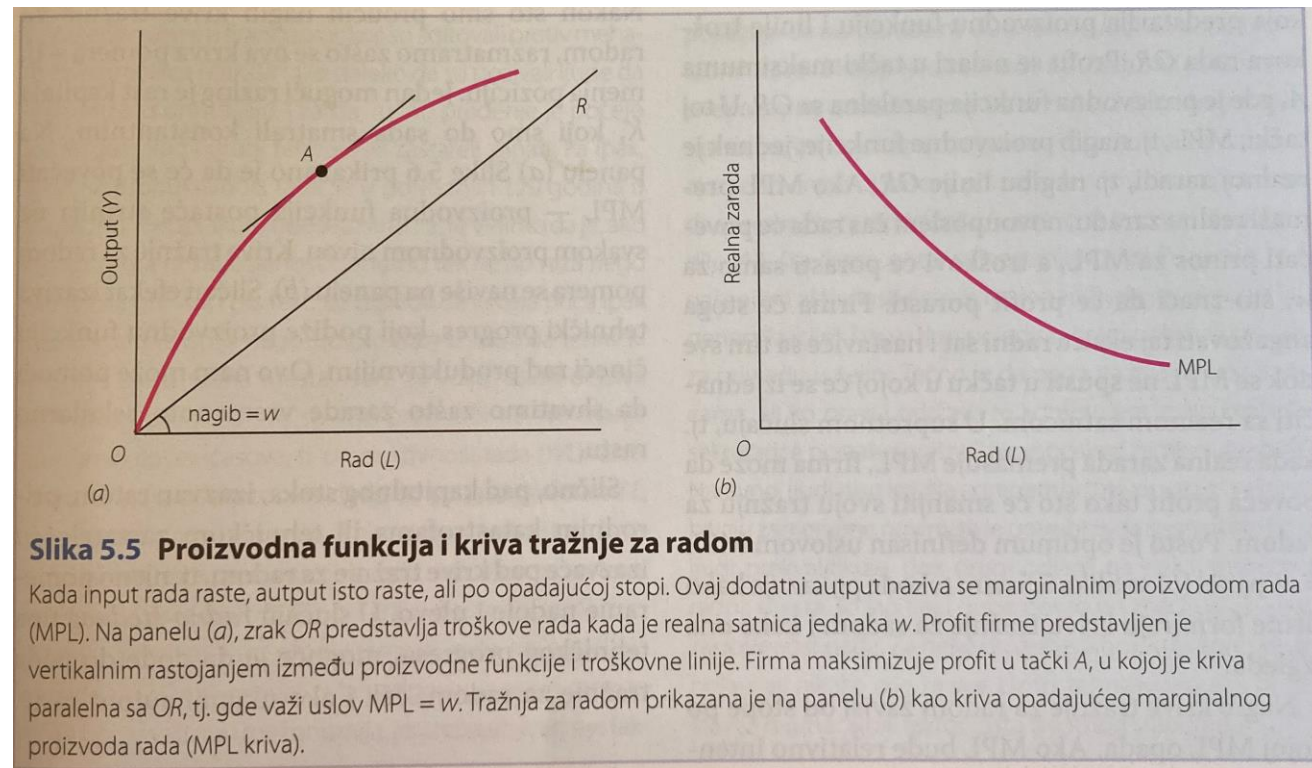 Output (Y)
A
R
nagib = w
O
Rad (L)
(a)
Realna zarada
MPL
O
Rad (L)
(b)
Slika 5.5 Proizvodna funkcija i kriva tražnje za radom
Kada input rada raste, autput isto raste, ali po opadajućoj stopi. Ovaj dodatni autput naziva se marginalnim proizvodom rada
(MPL). Na panelu (a), zrak OR predstavlja troškove rada kada je realna satnica jednaka w. Profit firme predstavljen je
vertikalnim rastojanjem između proizvodne funkcije i troškovne linije. Firma maksimizuje profit u tački A, u kojoj je kriva
paralelna sa OR, tj. gde važi uslov MPL = w. Tražnja za radom prikazana je na panelu (b) kao kriva opadajućeg marginalnog
proizvoda rada (MPL kriva).